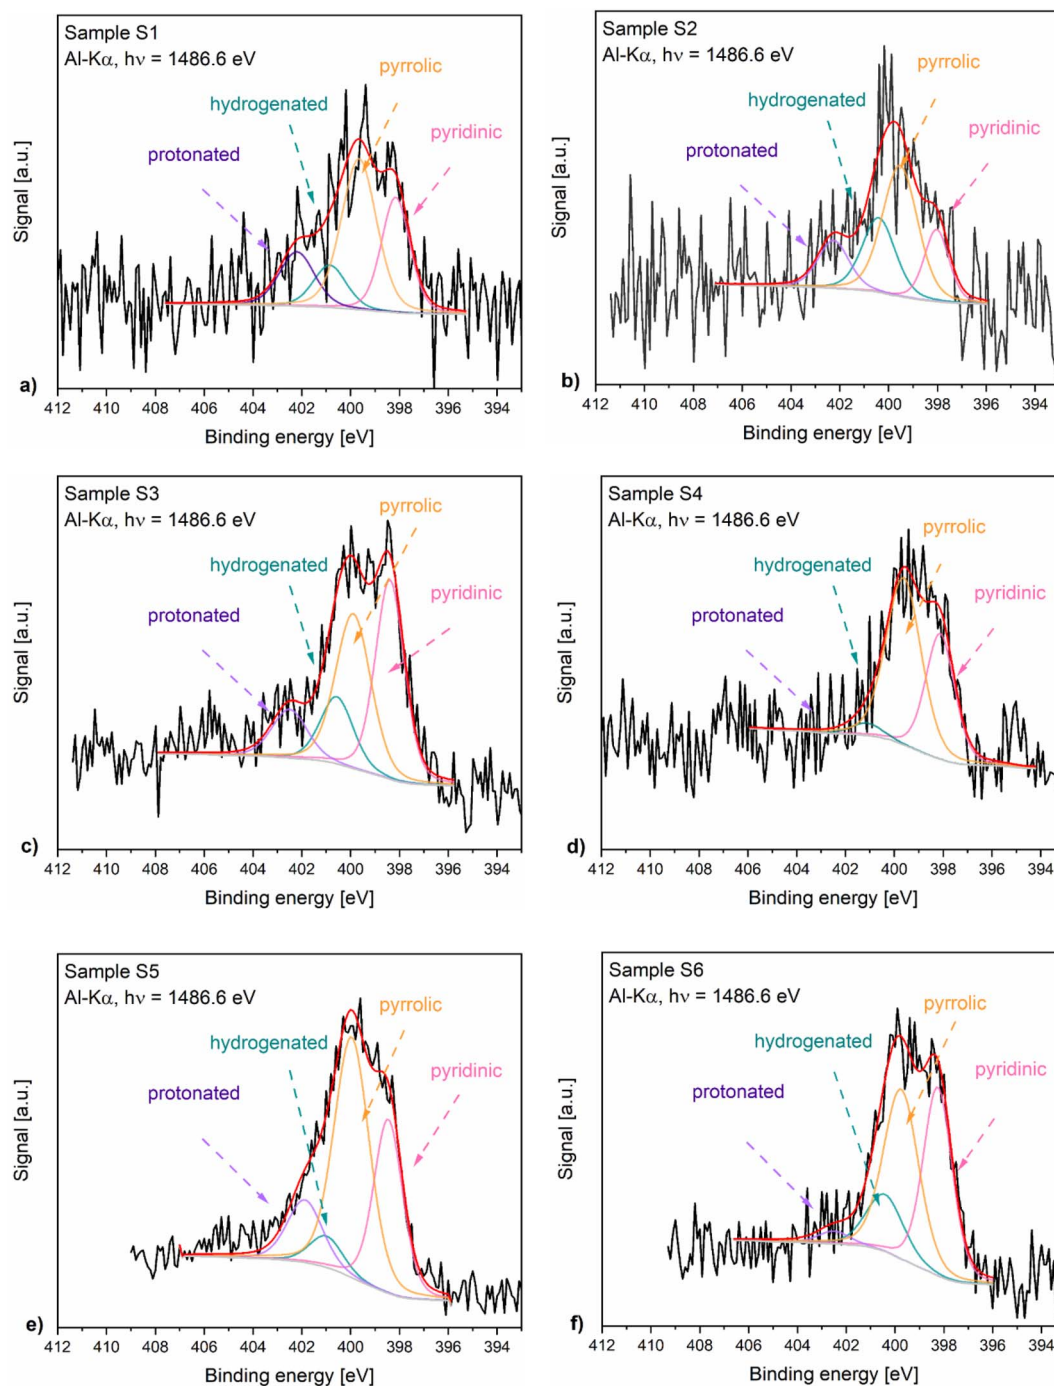 Sample S1
Al-Kα, hν = 1486.6 eV
pyrrolic
hydrogenated
pyridinic
protonated
Signal [a.u.]
a)
412 410 408 406 404 402 400 398 396 394
Binding energy [eV]
Sample S2
Al-Kα, hν = 1486.6 eV
pyrrolic
hydrogenated
pyridinic
protonated
Signal [a.u.]
b)
412 410 408 406 404 402 400 398 396 394
Binding energy [eV]
Sample S3
Al-Kα, hν = 1486.6 eV
pyrrolic
hydrogenated
pyridinic
protonated
Signal [a.u.]
c)
412 410 408 406 404 402 400 398 396 394
Binding energy [eV]
Sample S4
Al-Kα, hν = 1486.6 eV
pyrrolic
hydrogenated
pyridinic
protonated
Signal [a.u.]
d)
412 410 408 406 404 402 400 398 396 394
Binding energy [eV]
Sample S5
Al-Kα, hν = 1486.6 eV
pyrrolic
hydrogenated
pyridinic
protonated
Signal [a.u.]
e)
412 410 408 406 404 402 400 398 396 394
Binding energy [eV]
Sample S6
Al-Kα, hν = 1486.6 eV
pyrrolic
hydrogenated
pyridinic
protonated
Signal [a.u.]
f)
412 410 408 406 404 402 400 398 396 394
Binding energy [eV]